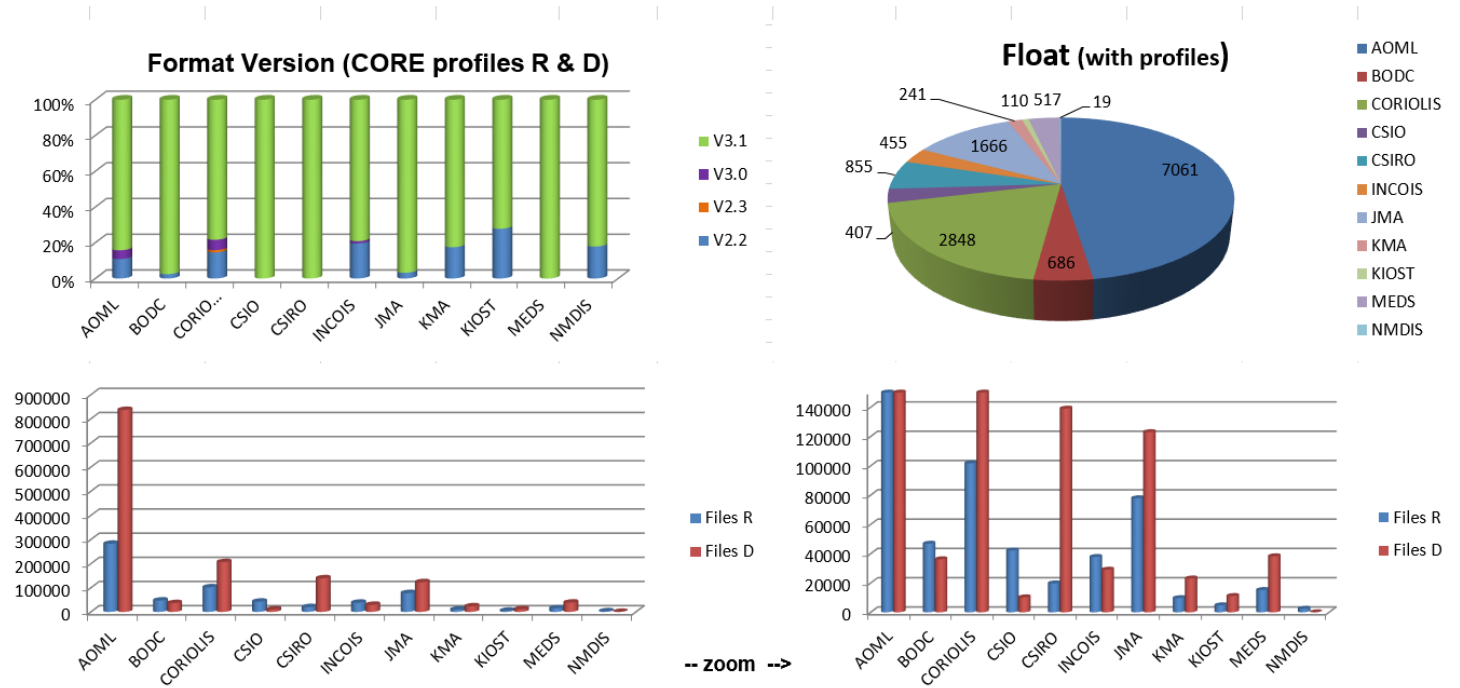 Format Version (CORE profiles R & D)
100%
80%
60%
40%
20%
0%
AOML
BODC
CORIO...
CSIO
CSIRO
INCOIS
JMA
KMA
KIOST
MEDS
NMDIS
V3.1
V3.0
V2.3
V2.2
Float (with profiles)
241
110
517
19
455
1666
7061
855
407
2848
686
AOML
BODC
CORIOLIS
CSIO
CSIRO
INCOIS
JMA
KMA
KIOST
MEDS
NMDIS
900000
800000
700000
600000
500000
400000
300000
200000
100000
0
AOML
BODC
CORIOLIS
CSIO
CSIRO
INCOIS
JMA
KMA
KIOST
MEDS
NMDIS
Files R
Files D
-- zoom -->
140000
120000
100000
80000
60000
40000
20000
0
AOML
BODC
CORIOLIS
CSIO
CSIRO
INCOIS
JMA
KMA
KIOST
MEDS
NMDIS
Files R
Files D